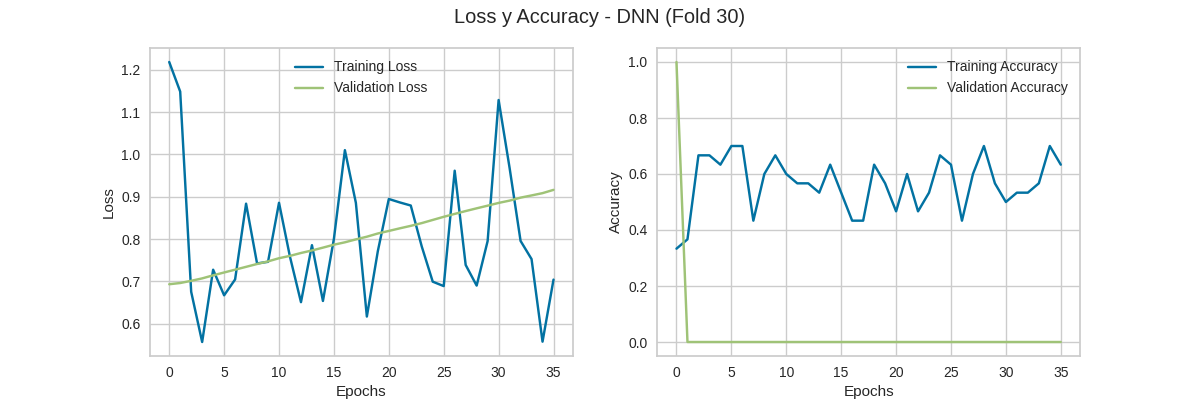 Loss y Accuracy - DNN (Fold 30)
Training Loss
Validation Loss
1.2
1.1
1.0
0.9
0.8
0.7
0.6
Loss
0 5 10 15 20 25 30 35
Epochs
Training Accuracy
Validation Accuracy
1.0
0.8
0.6
0.4
0.2
0.0
Accuracy
0 5 10 15 20 25 30 35
Epochs